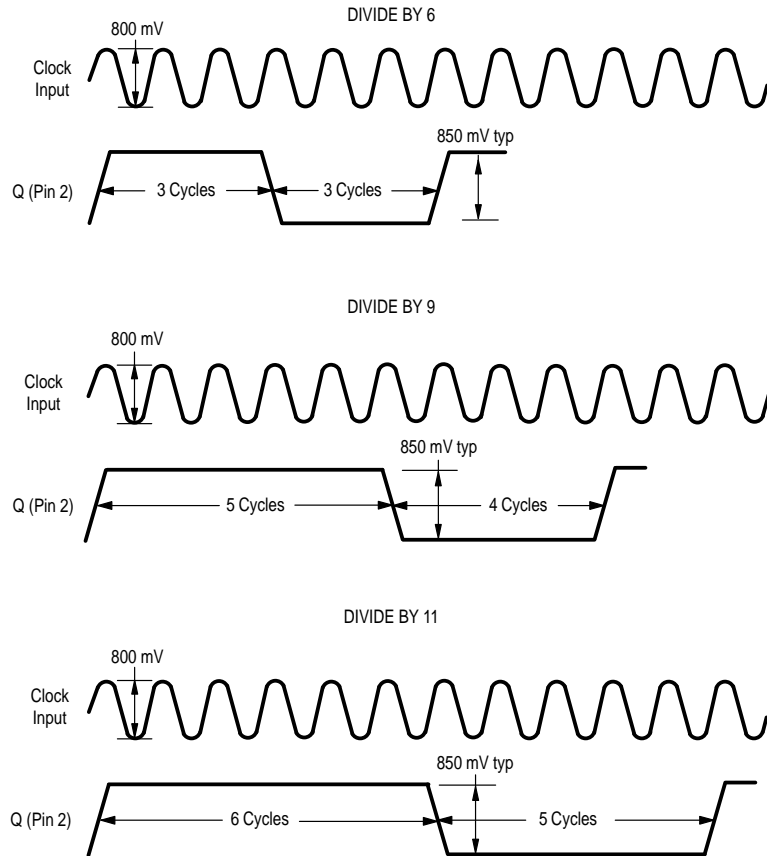 DIVIDE BY 6
800 mV
Clock
Input
850 mV typ
Q (Pin 2)
3 Cycles
3 Cycles
DIVIDE BY 9
800 mV
Clock
Input
850 mV typ
Q (Pin 2)
5 Cycles
4 Cycles
DIVIDE BY 11
800 mV
Clock
Input
850 mV typ
Q (Pin 2)
6 Cycles
5 Cycles